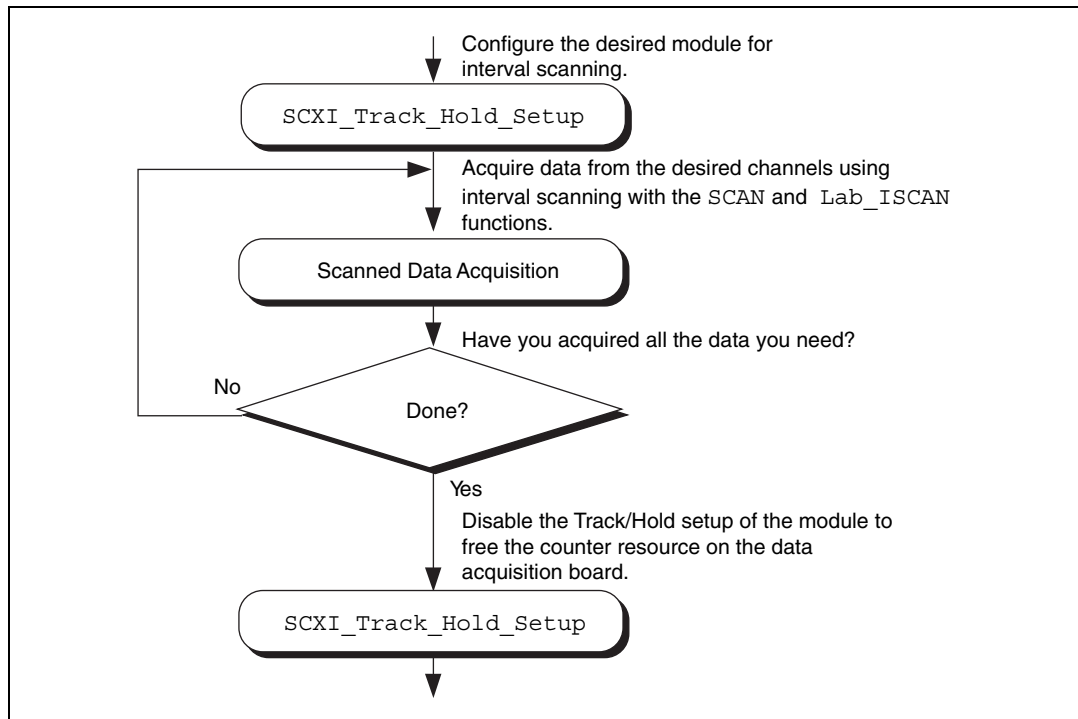 Configure the desired module for
interval scanning.
SCXI_Track_Hold_Setup
Acquire data from the desired channels using
interval scanning with the SCAN and Lab_ISCAN
functions.
Scanned Data Acquisition
Have you acquired all the data you need?
No
Done?
Yes
Disable the Track/Hold setup of the module to
free the counter resource on the data
acquisition board.
SCXI_Track_Hold_Setup